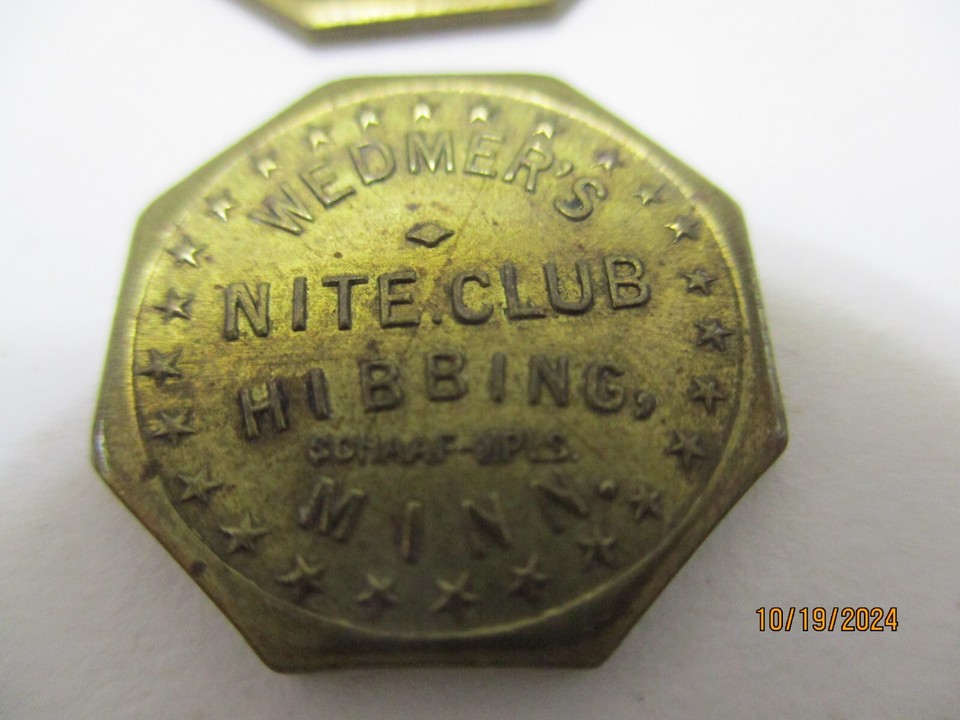 WEDMER'S
NITE.CLUB
HIBBING,
SCHAAF-MPLS.
MINN.
10/19/2024